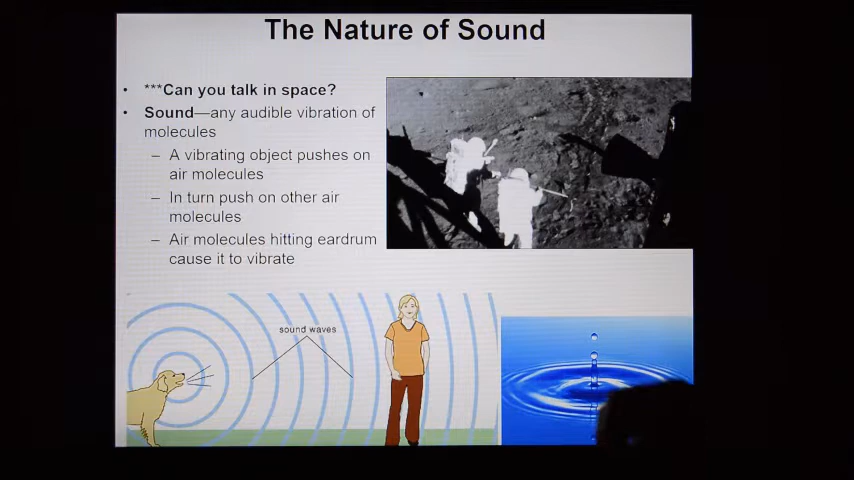 The Nature of Sound
• ***Can you talk in space?
• Sound—any audible vibration of
molecules
– A vibrating object pushes on
air molecules
– In turn push on other air
molecules
– Air molecules hitting eardrum
cause it to vibrate
sound waves